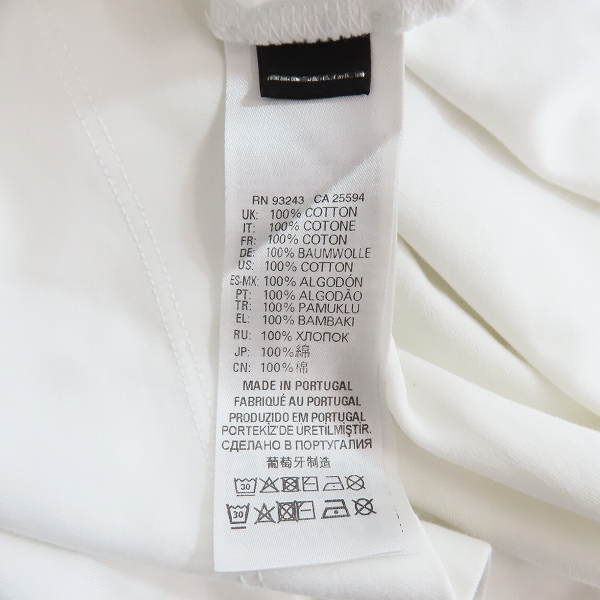 RN 93243 CA 25594
UK: 100% COTTON
IT: 100% COTONE
FR: 100% COTON
DE: 100% BAUMWOLLE
US: 100% COTTON
ES-MX: 100% ALGODÓN
PT: 100% ALGODÃO
TR: 100% PAMUKLU
EL: 100% BAMBAKI
RU: 100% ХЛОПОК
JP: 100% 綿
CN: 100% 棉
MADE IN PORTUGAL
FABRIQUÉ AU PORTUGAL
PRODUZIDO EM PORTUGAL
PORTEKİZ'DE ÜRETİLMİŞTİR.
СДЕЛАНО В ПОРТУГАЛИЯ
葡萄牙制造
30
30